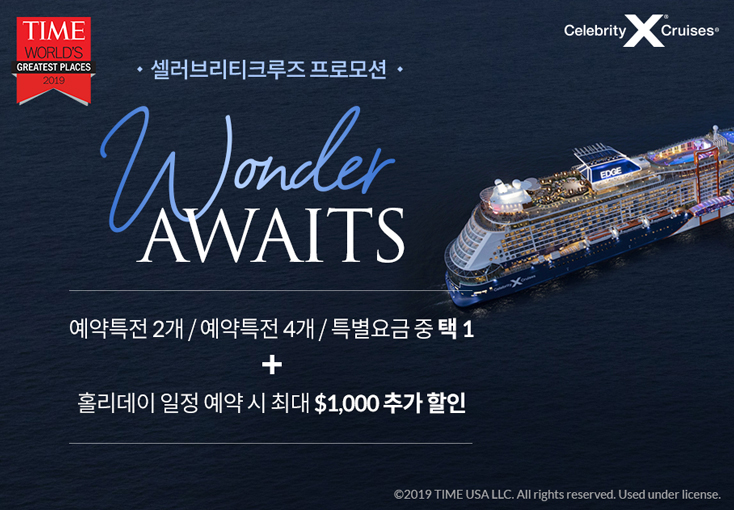 TIME
WORLD'S
GREATEST PLACES
2019
Celebrity X Cruises®
셀러브리티크루즈 프로모션
Wonder
AWAITS
EDGE
Celebrity X
예약특전 2개 / 예약특전 4개 / 특별요금 중 택 1
+
홀리데이 일정 예약 시 최대 $1,000 추가 할인
©2019 TIME USA LLC. All rights reserved. Used under license.